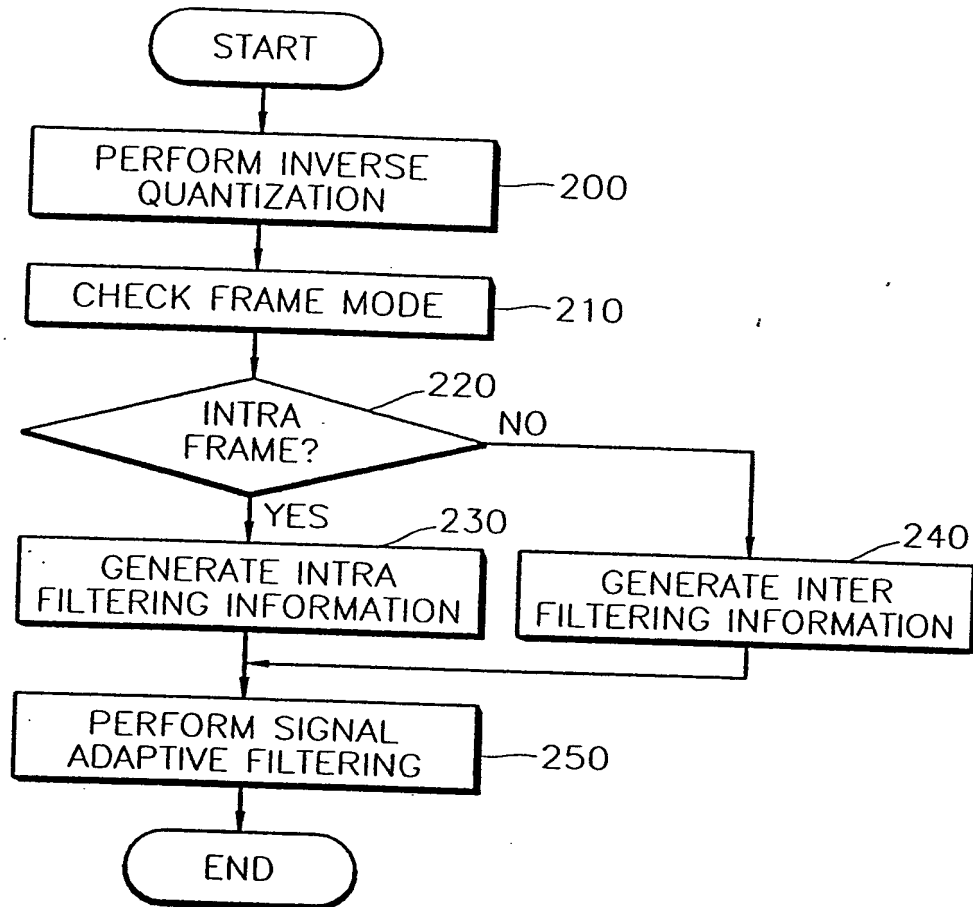 START
PERFORM INVERSE
QUANTIZATION
200
CHECK FRAME MODE
210
220
INTRA
FRAME?
NO
YES
230
GENERATE INTRA
FILTERING INFORMATION
240
GENERATE INTER
FILTERING INFORMATION
PERFORM SIGNAL
ADAPTIVE FILTERING
250
END